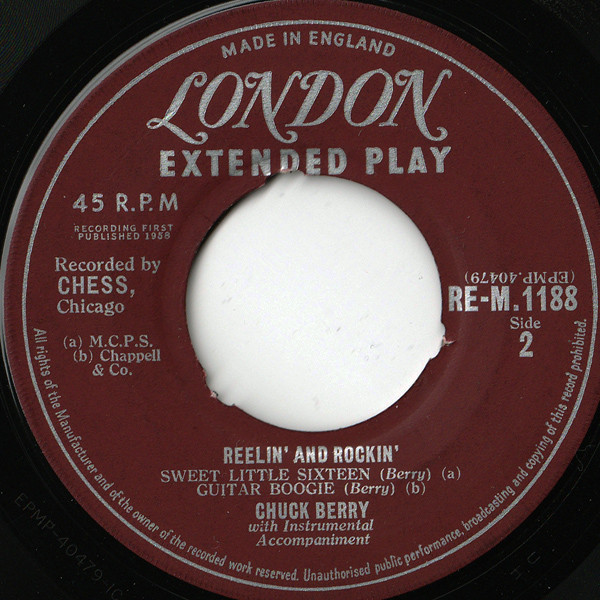 MADE IN ENGLAND
LONDON
EXTENDED PLAY
45 R.P.M
RECORDING FIRST
PUBLISHED 1958
Recorded by
CHESS,
Chicago
(a) M.C.P.S.
(b) Chappell
& Co.
(EPMP.40479)
RE-M.1188
Side
2
REELIN' AND ROCKIN'
SWEET LITTLE SIXTEEN (Berry) (a)
GUITAR BOOGIE (Berry) (b)
CHUCK BERRY
with Instrumental
Accompaniment
All rights of the Manufacturer and of the owner of the recorded work reserved. Unauthorised public performance, broadcasting and copying of this record prohibited.
EPMP-40479